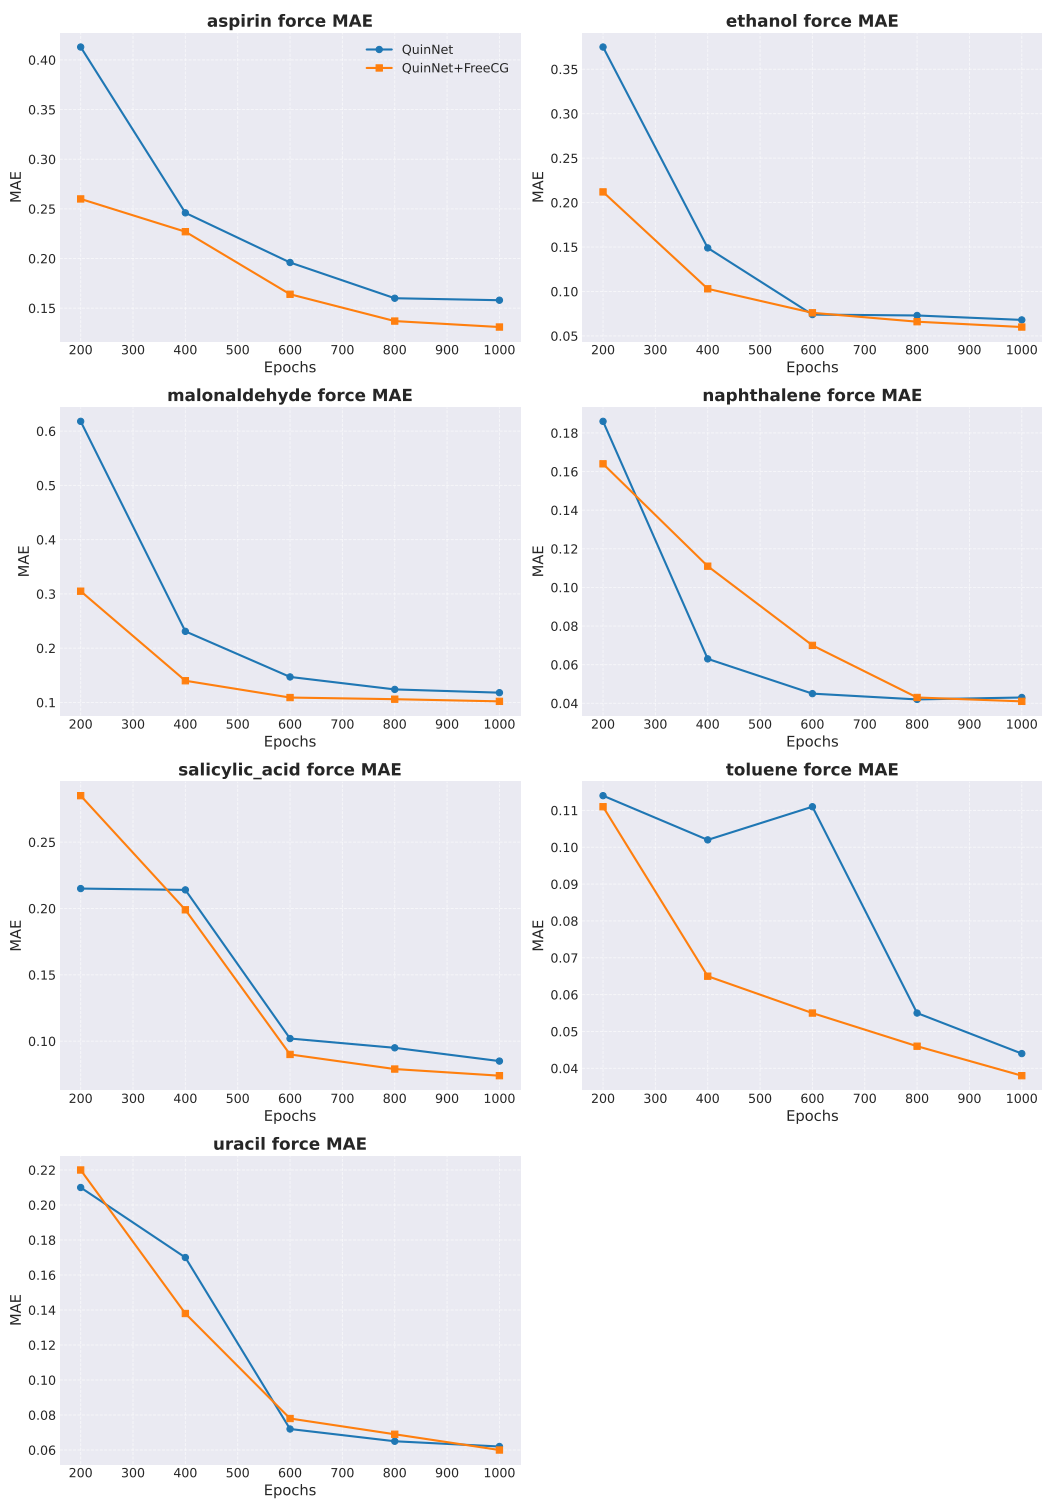 aspirin force MAE
QuinNet
QuinNet+FreeCG
0.40
0.35
0.30
0.25
0.20
0.15
MAE
200 300 400 500 600 700 800 900 1000
Epochs
ethanol force MAE
0.35
0.30
0.25
0.20
0.15
0.10
0.05
MAE
200 300 400 500 600 700 800 900 1000
Epochs
malonaldehyde force MAE
0.6
0.5
0.4
0.3
0.2
0.1
MAE
200 300 400 500 600 700 800 900 1000
Epochs
naphthalene force MAE
0.18
0.16
0.14
0.12
0.10
0.08
0.06
0.04
MAE
200 300 400 500 600 700 800 900 1000
Epochs
salicylic_acid force MAE
0.25
0.20
0.15
0.10
MAE
200 300 400 500 600 700 800 900 1000
Epochs
toluene force MAE
0.11
0.10
0.09
0.08
0.07
0.06
0.05
0.04
MAE
200 300 400 500 600 700 800 900 1000
Epochs
uracil force MAE
0.22
0.20
0.18
0.16
0.14
0.12
0.10
0.08
0.06
MAE
200 300 400 500 600 700 800 900 1000
Epochs